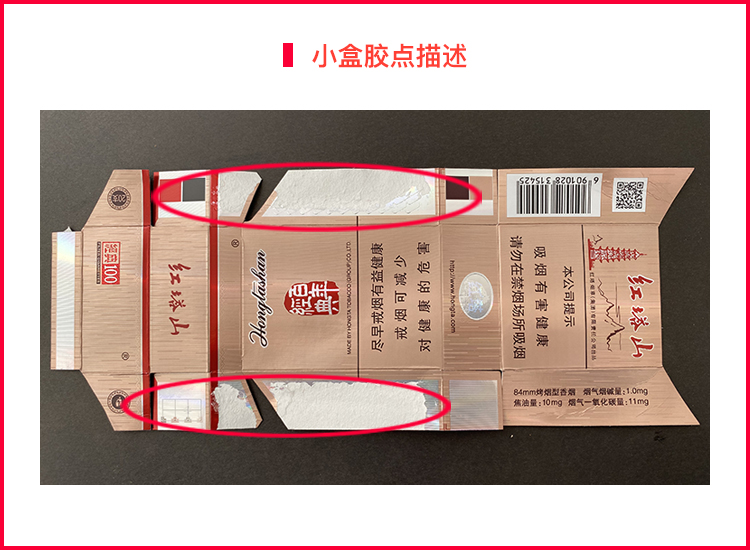 小盒胶点描述
经典100
红塔山
®
®
Hongtashan
百年
经典
MADE BY HONGTA TOBACCO (GROUP) CO.,LTD.
尽早戒烟有益健康
戒烟可减少
对健康的危害
http://www.hongta.com
6 901028 315425
本公司提示
吸烟有害健康
请勿在禁烟场所吸烟
红塔山
84mm烤烟型香烟 烟气烟碱量:1.0mg
焦油量:10mg 烟气一氧化碳量:11mg